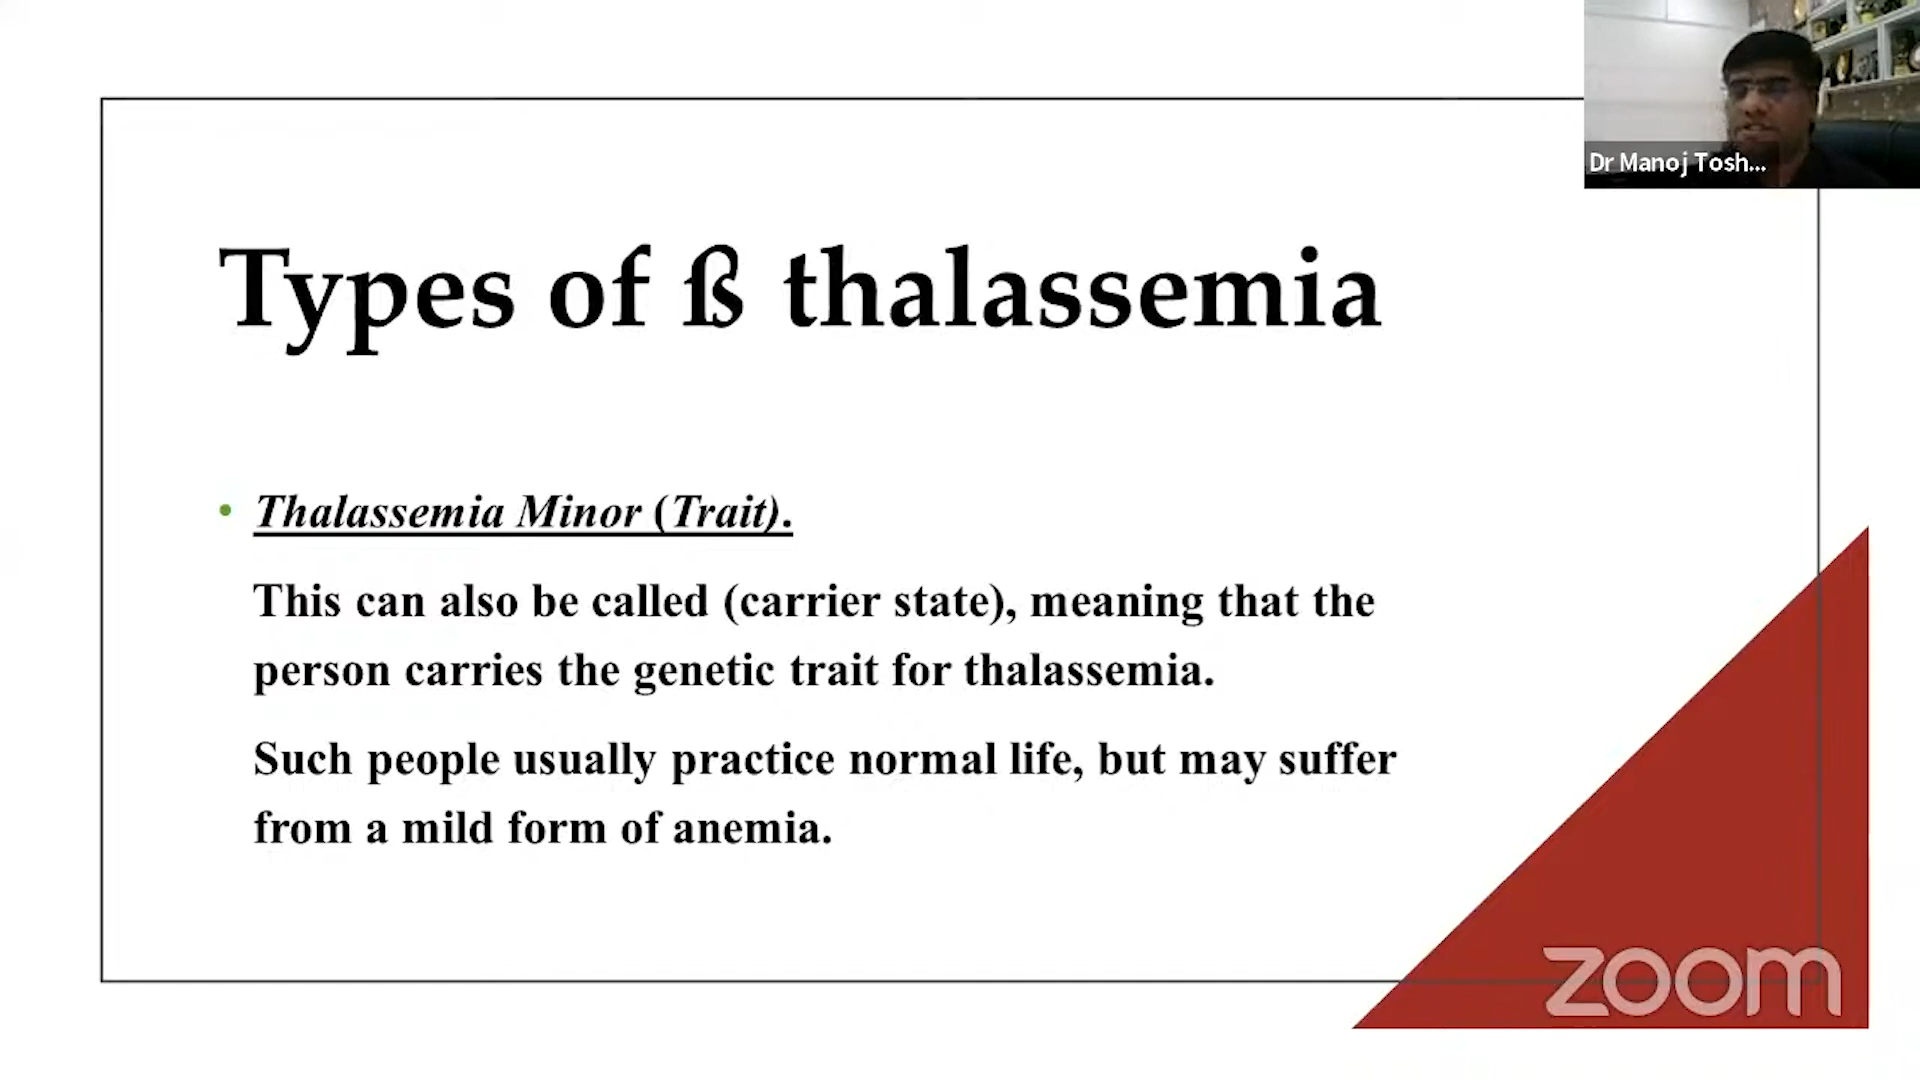 Dr Manoj Tosh...
Types of ß thalassemia
• Thalassemia Minor (Trait).
This can also be called (carrier state), meaning that the
person carries the genetic trait for thalassemia.
Such people usually practice normal life, but may suffer
from a mild form of anemia.
zoom